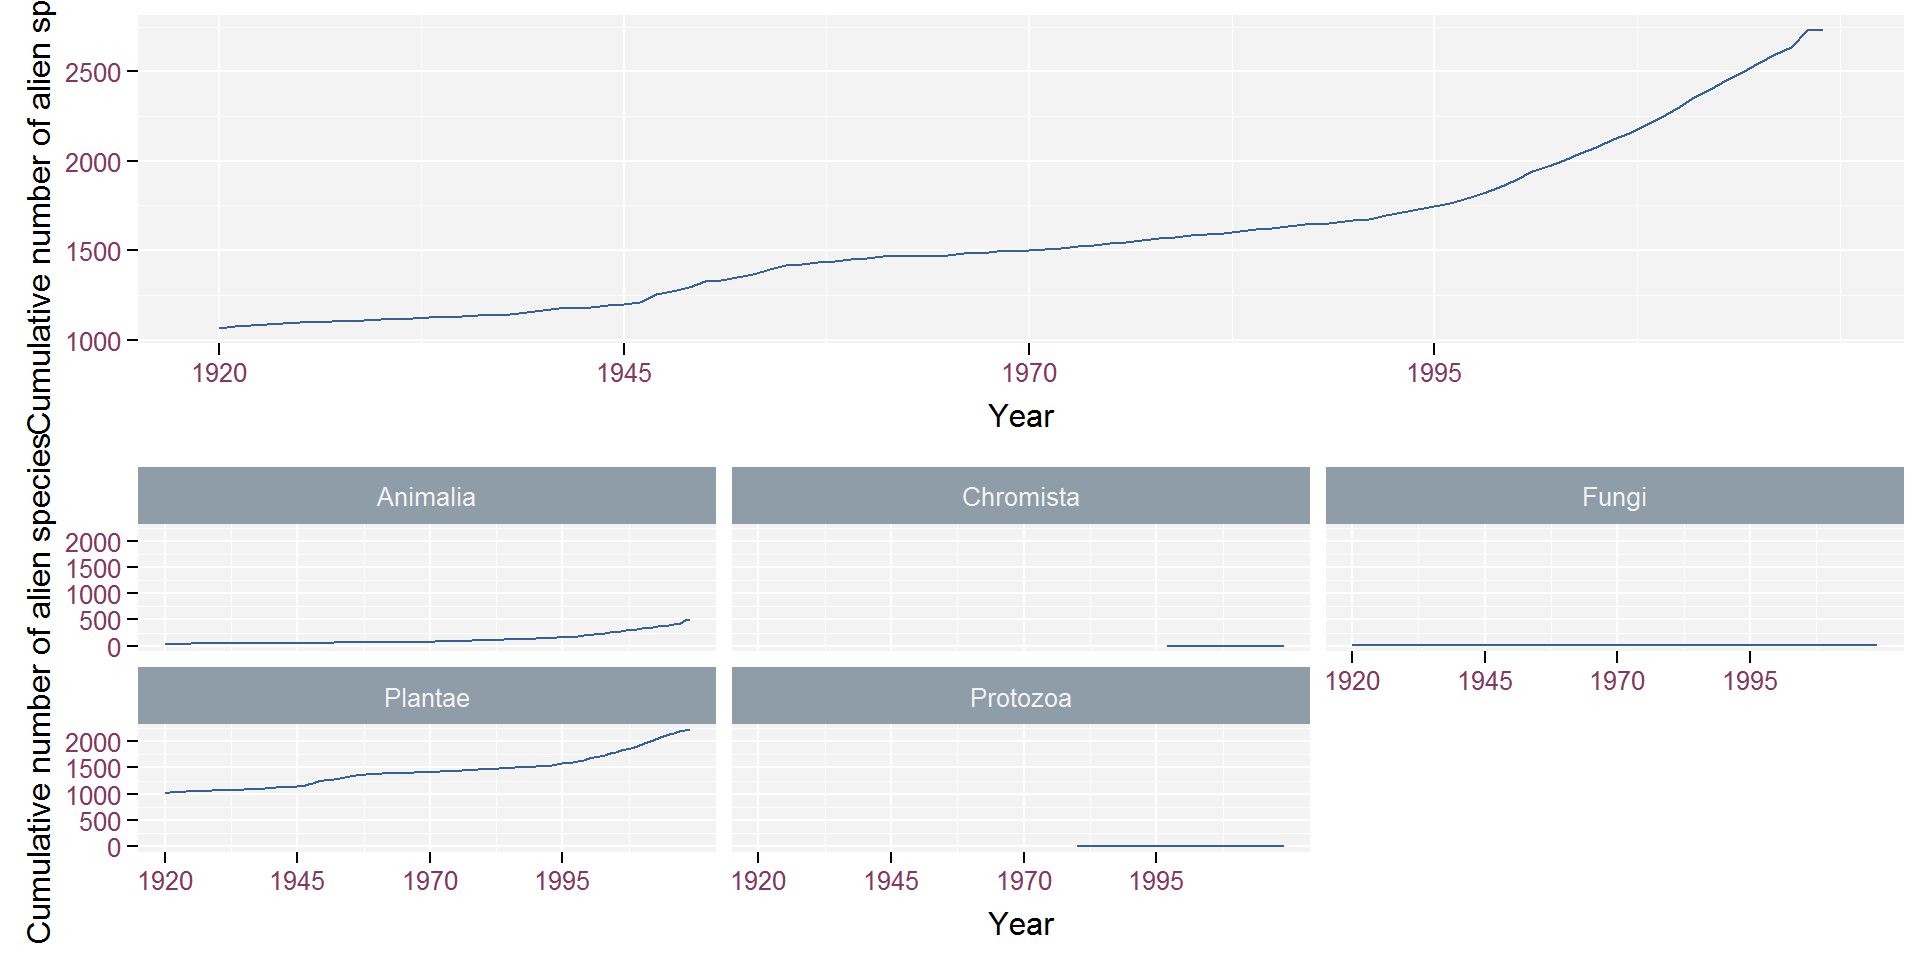 Cumulative number of alien sp
2500
2000
1500
1000
1920 1945 1970 1995
Year
Cumulative number of alien species
Animalia Chromista Fungi
2000
1500
1000
500
0
1920 1945 1970 1995
Plantae Protozoa
2000
1500
1000
500
0
1920 1945 1970 1995 1920 1945 1970 1995
Year